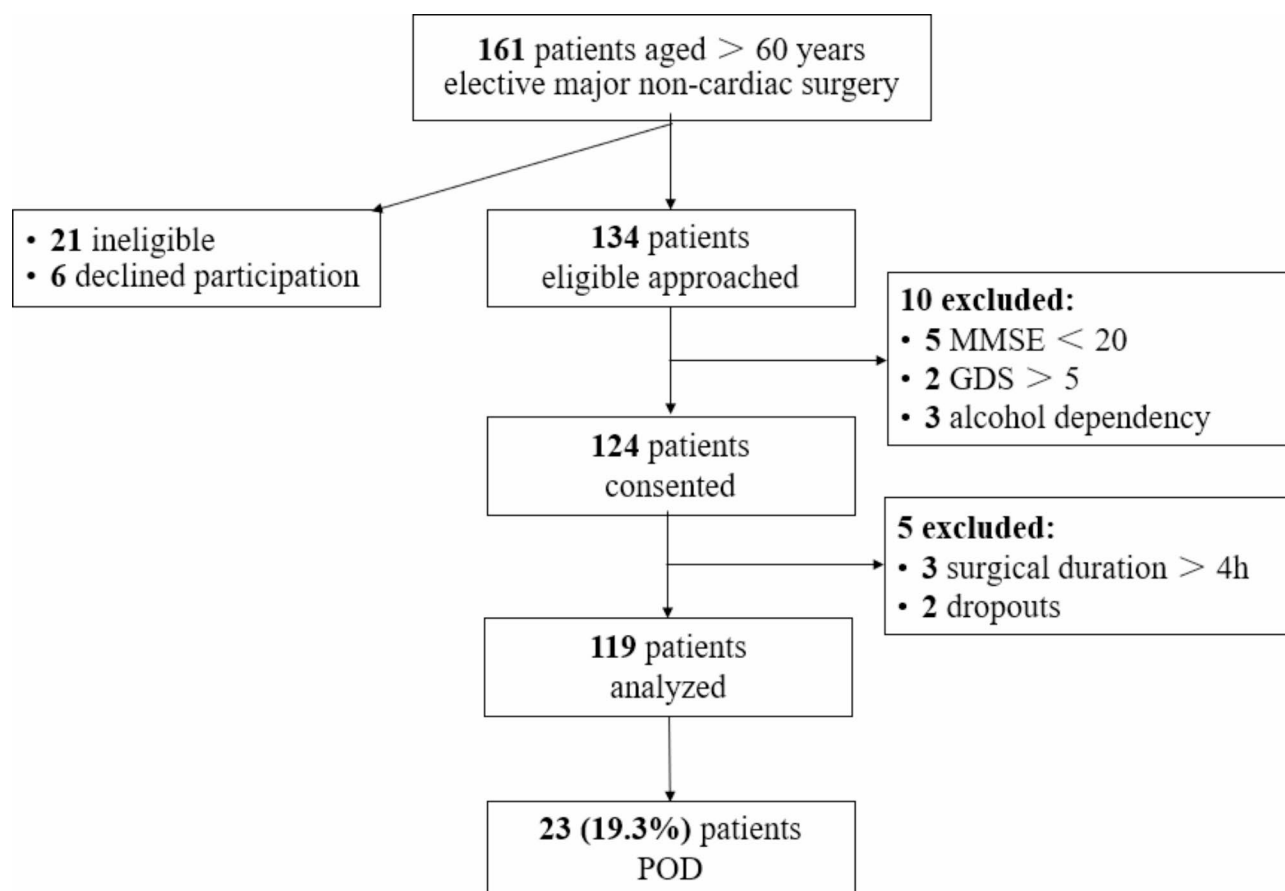 161 patients aged > 60 years
elective major non-cardiac surgery
• 21 ineligible
• 6 declined participation
134 patients
eligible approached
10 excluded:
• 5 MMSE < 20
• 2 GDS > 5
• 3 alcohol dependency
124 patients
consented
5 excluded:
• 3 surgical duration > 4h
• 2 dropouts
119 patients
analyzed
23 (19.3%) patients
POD